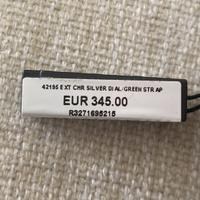 42195 EXT CHR SILVER DIAL/GREEN STRAP
EUR 345.00
R3271695215